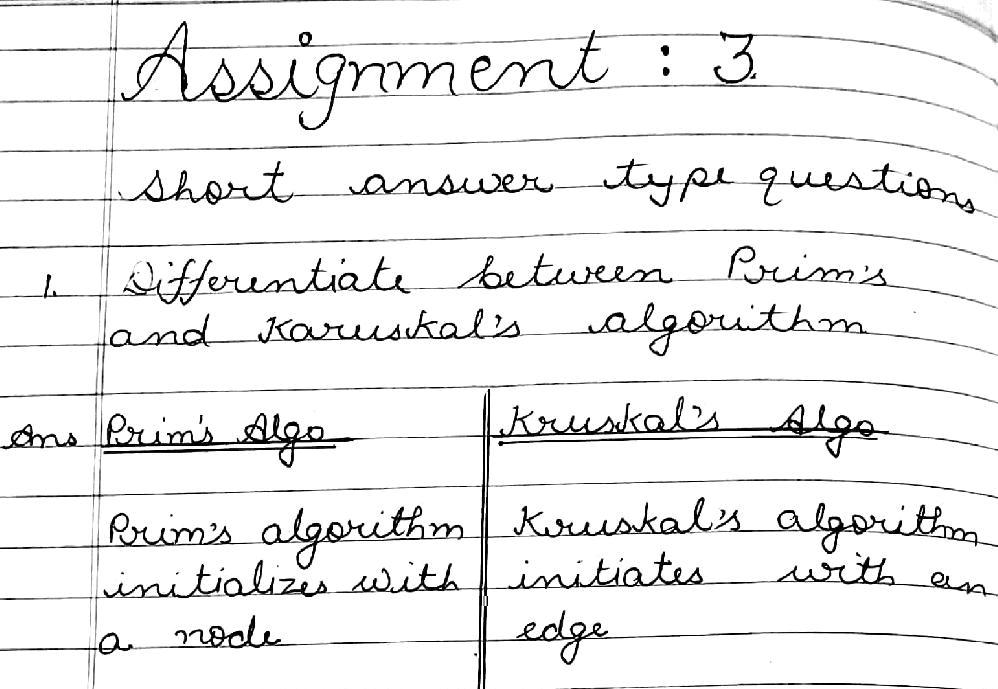 Assignment : 3.
Short answer type questions
1. Differentiate between Prim's
and Karuskal's algorithm
Ans Prim's Algo | Kruskal's Algo
Prim's algorithm | Kruskal's algorithm
initializes with | initiates with an
a node | edge